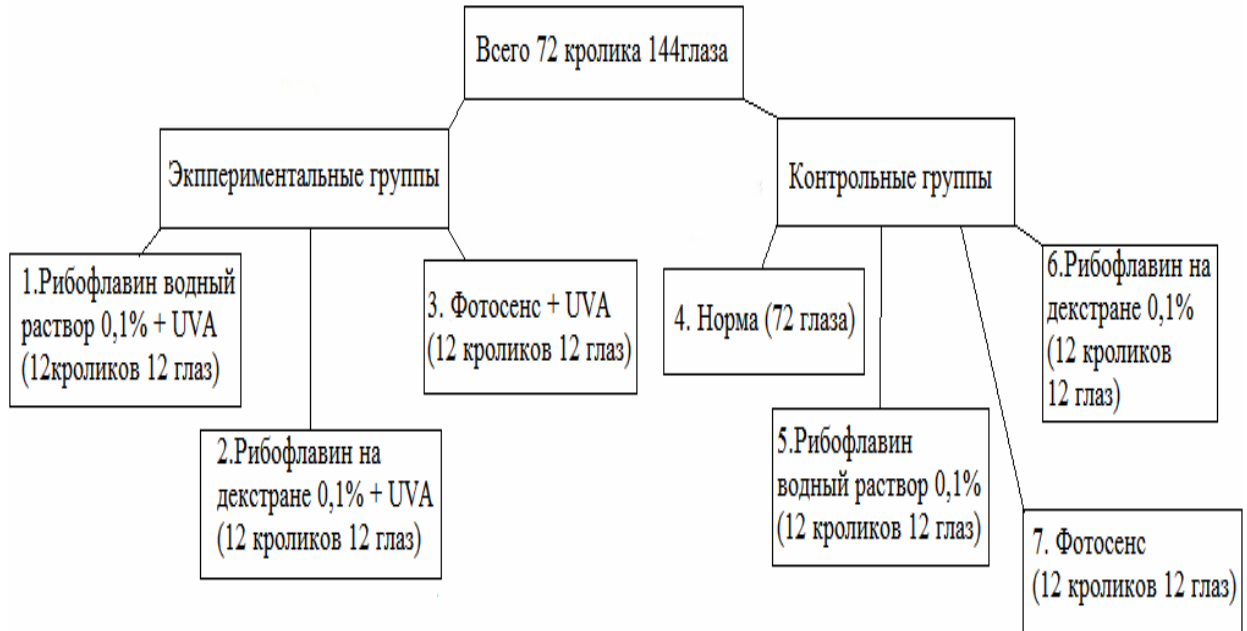 Всего 72 кролика 144глаза
Экппериментальные группы
Контрольные группы
1.Рибофлавин водный
раствор 0,1% + UVA
(12кроликов 12 глаз)
2.Рибофлавин на
декстране 0,1% + UVA
(12 кроликов 12 глаз)
3. Фотосенс + UVA
(12 кроликов 12 глаз)
4. Норма (72 глаза)
5.Рибофлавин
водный раствор 0,1%
(12 кроликов 12 глаз)
6.Рибофлавин на
декстране 0,1%
(12 кроликов
12 глаз)
7. Фотосенс
(12 кроликов 12 глаз)